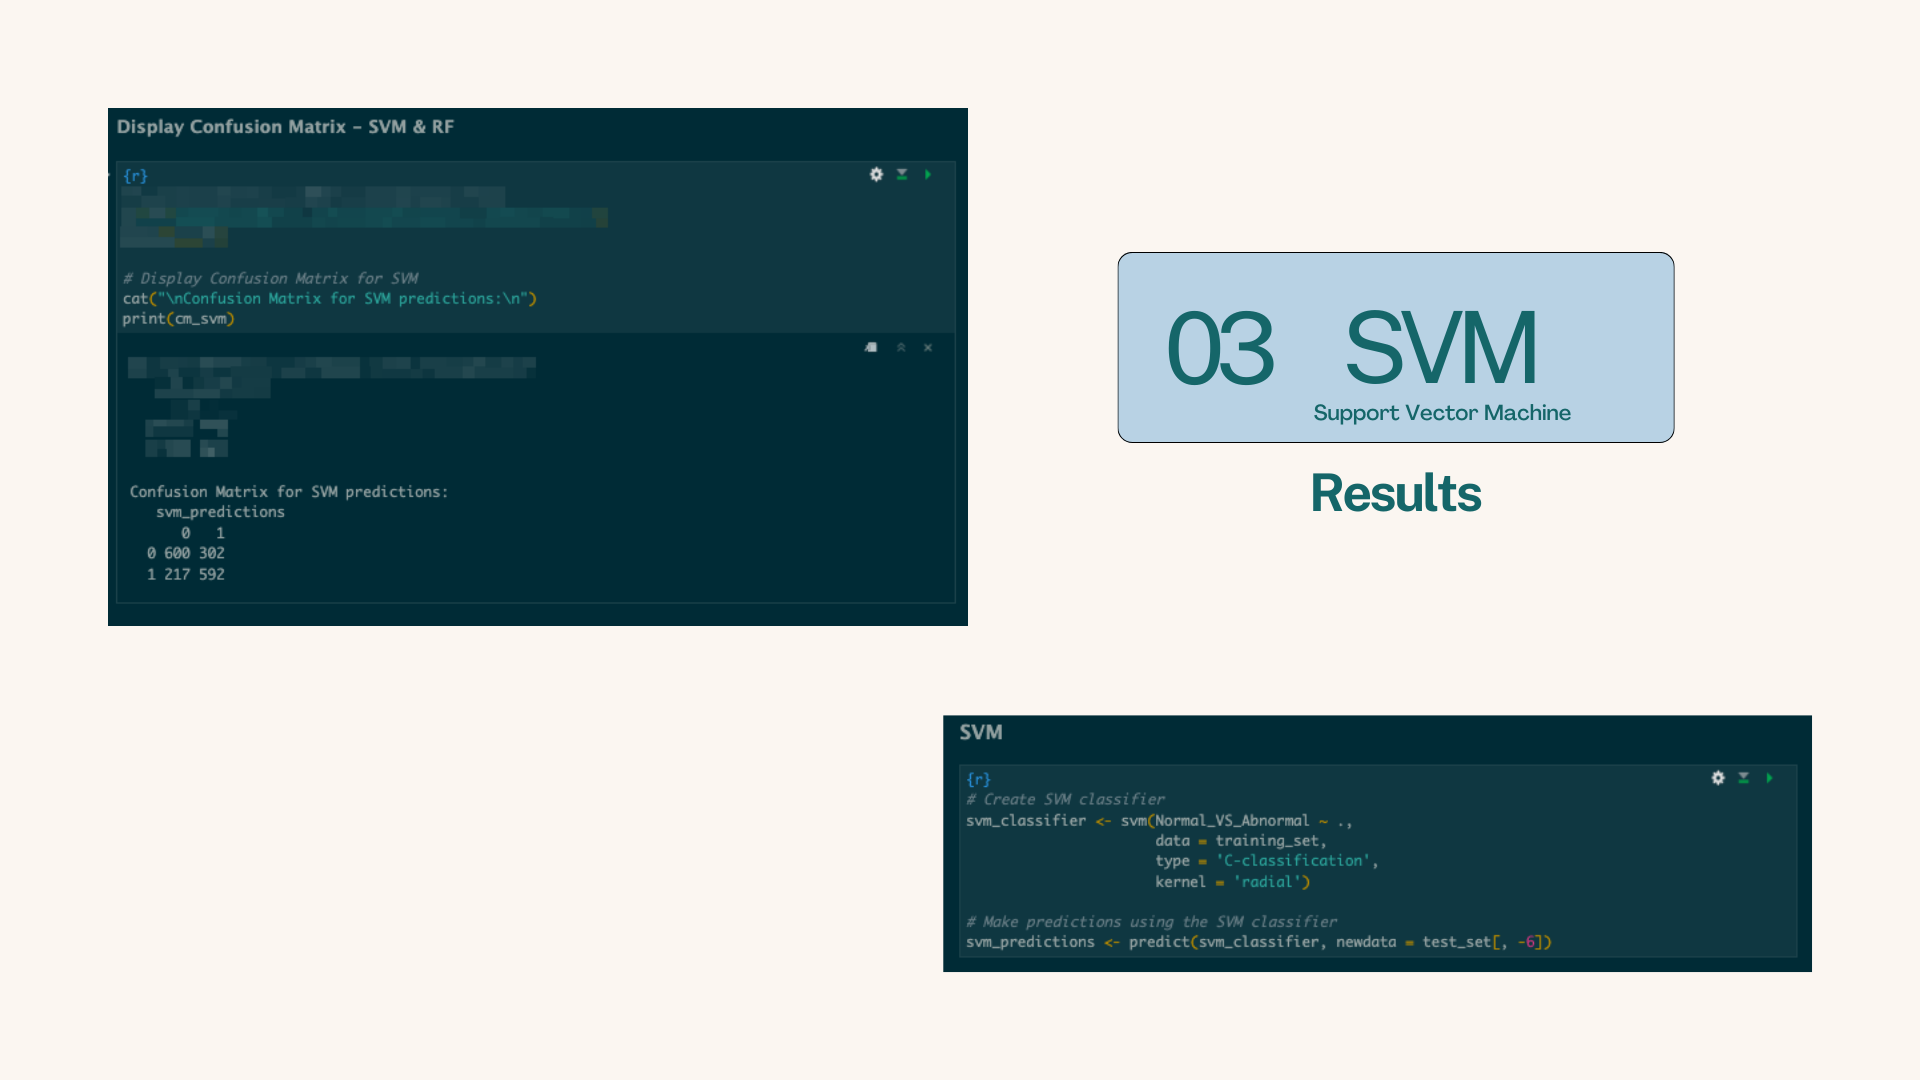 Display Confusion Matrix – SVM & RF
{r}
# Display Confusion Matrix for SVM
cat("\nConfusion Matrix for SVM predictions:\n")
print(cm_svm)
Confusion Matrix for SVM predictions:
   svm_predictions
      0   1
  0 600 302
  1 217 592
03 SVM
Support Vector Machine
Results
SVM
{r}
# Create SVM classifier
svm_classifier <- svm(Normal_VS_Abnormal ~ .,
                      data = training_set,
                      type = 'C-classification',
                      kernel = 'radial')
# Make predictions using the SVM classifier
svm_predictions <- predict(svm_classifier, newdata = test_set[, -6])